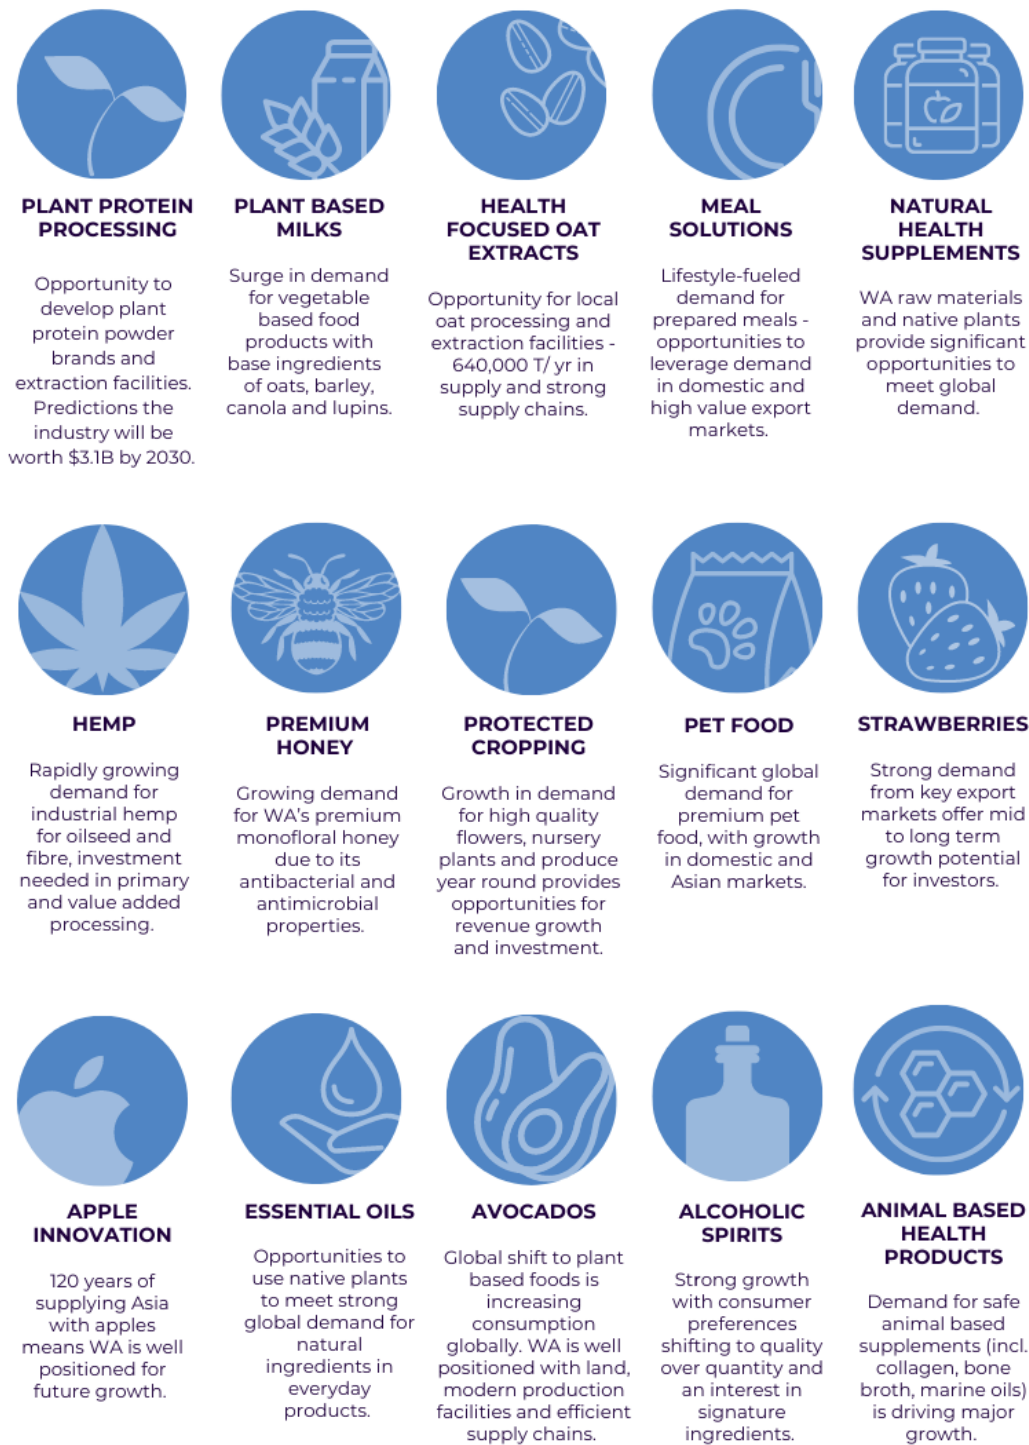 PLANT PROTEIN
PROCESSING
Opportunity to
develop plant
protein powder
brands and
extraction facilities.
Predictions the
industry will be
worth $3.1B by 2030.
PLANT BASED
MILKS
Surge in demand
for vegetable
based food
products with
base ingredients
of oats, barley,
canola and lupins.
HEALTH
FOCUSED OAT
EXTRACTS
Opportunity for local
oat processing and
extraction facilities -
640,000 T/ yr in
supply and strong
supply chains.
MEAL
SOLUTIONS
Lifestyle-fueled
demand for
prepared meals -
opportunities to
leverage demand
in domestic and
high value export
markets.
NATURAL
HEALTH
SUPPLEMENTS
WA raw materials
and native plants
provide significant
opportunities to
meet global
demand.
HEMP
Rapidly growing
demand for
industrial hemp
for oilseed and
fibre, investment
needed in primary
and value added
processing.
PREMIUM
HONEY
Growing demand
for WA's premium
monofloral honey
due to its
antibacterial and
antimicrobial
properties.
PROTECTED
CROPPING
Growth in demand
for high quality
flowers, nursery
plants and produce
year round provides
opportunities for
revenue growth
and investment.
PET FOOD
Significant global
demand for
premium pet
food, with growth
in domestic and
Asian markets.
STRAWBERRIES
Strong demand
from key export
markets offer mid
to long term
growth potential
for investors.
APPLE
INNOVATION
120 years of
supplying Asia
with apples
means WA is well
positioned for
future growth.
ESSENTIAL OILS
Opportunities to
use native plants
to meet strong
global demand for
natural
ingredients in
everyday
products.
AVOCADOS
Global shift to plant
based foods is
increasing
consumption
globally. WA is well
positioned with land,
modern production
facilities and efficient
supply chains.
ALCOHOLIC
SPIRITS
Strong growth
with consumer
preferences
shifting to quality
over quantity and
an interest in
signature
ingredients.
ANIMAL BASED
HEALTH
PRODUCTS
Demand for safe
animal based
supplements (incl.
collagen, bone
broth, marine oils)
is driving major
growth.